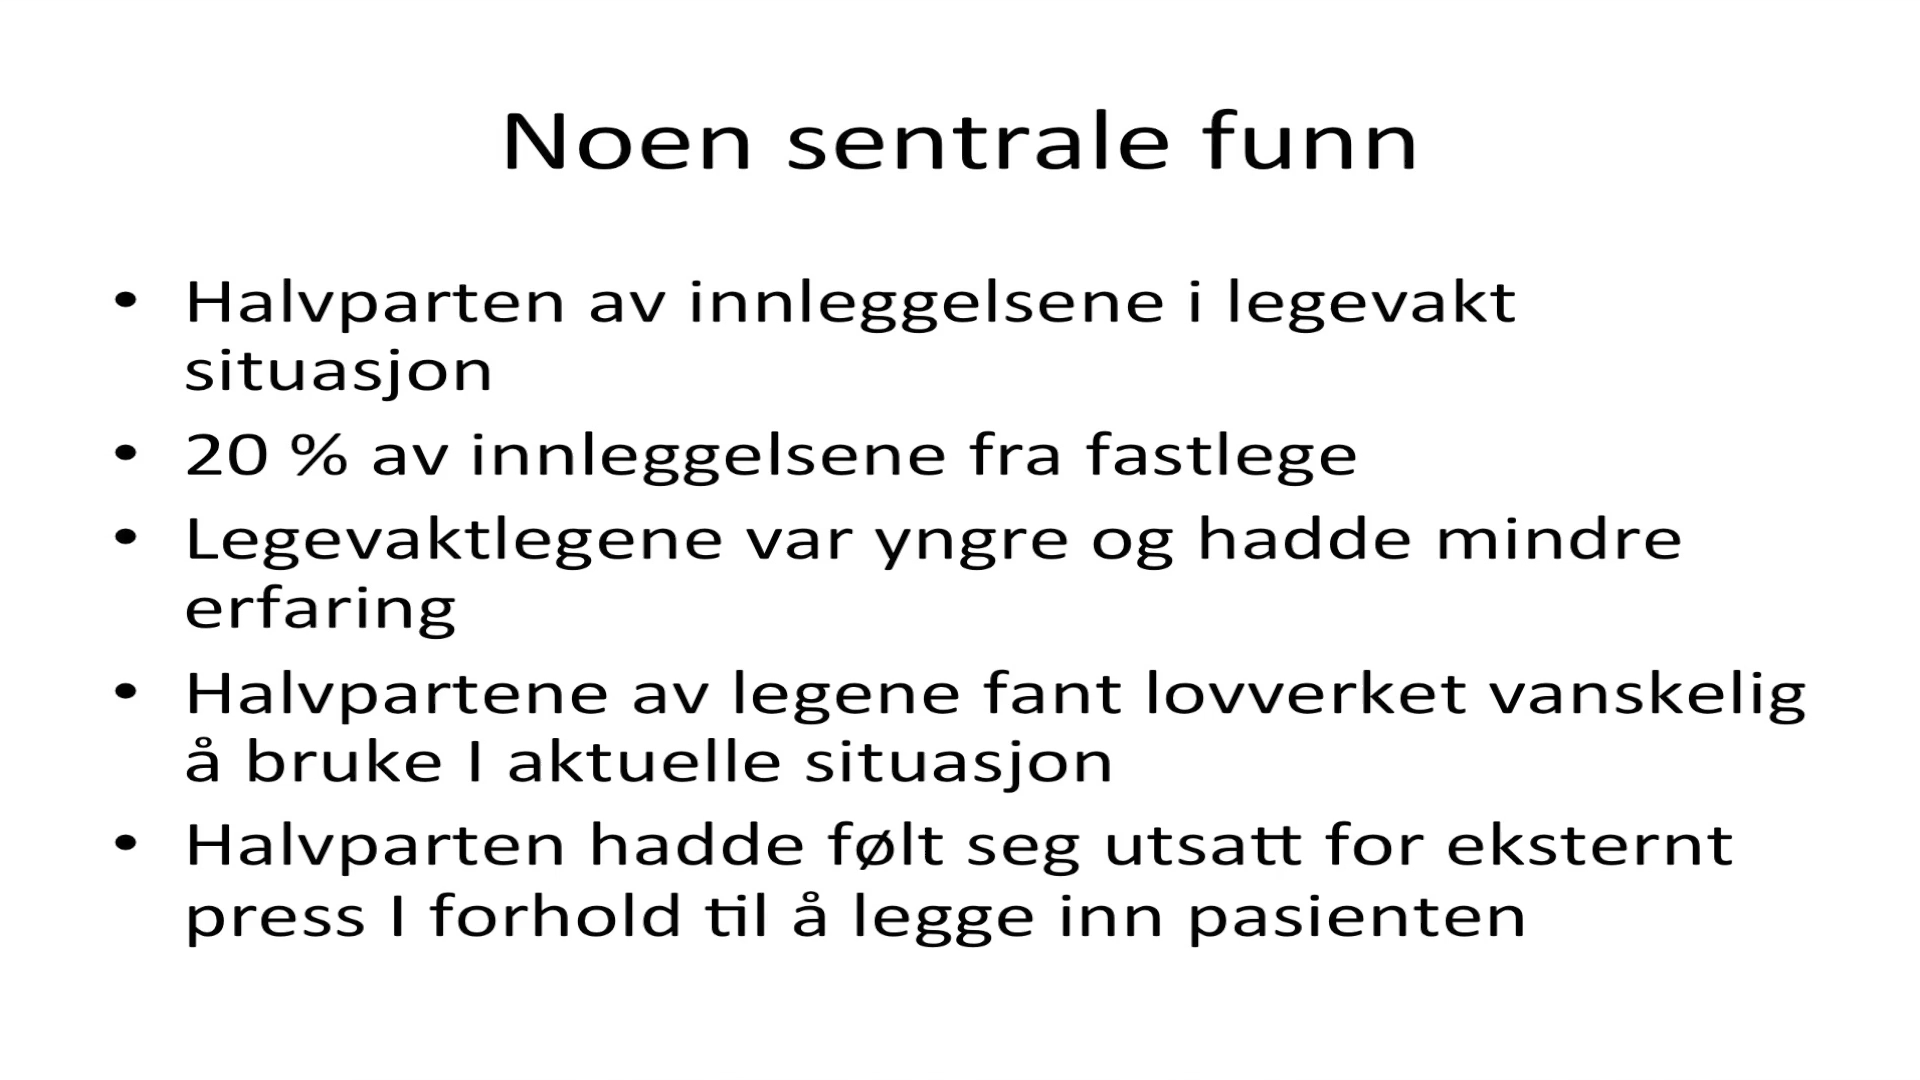 Noen sentrale funn
• Halvparten av innleggelsene i legevakt
situasjon
• 20 % av innleggelsene fra fastlege
• Legevaktlegene var yngre og hadde mindre
erfaring
• Halvpartene av legene fant lovverket vanskelig
å bruke I aktuelle situasjon
• Halvparten hadde følt seg utsatt for eksternt
press I forhold til å legge inn pasienten